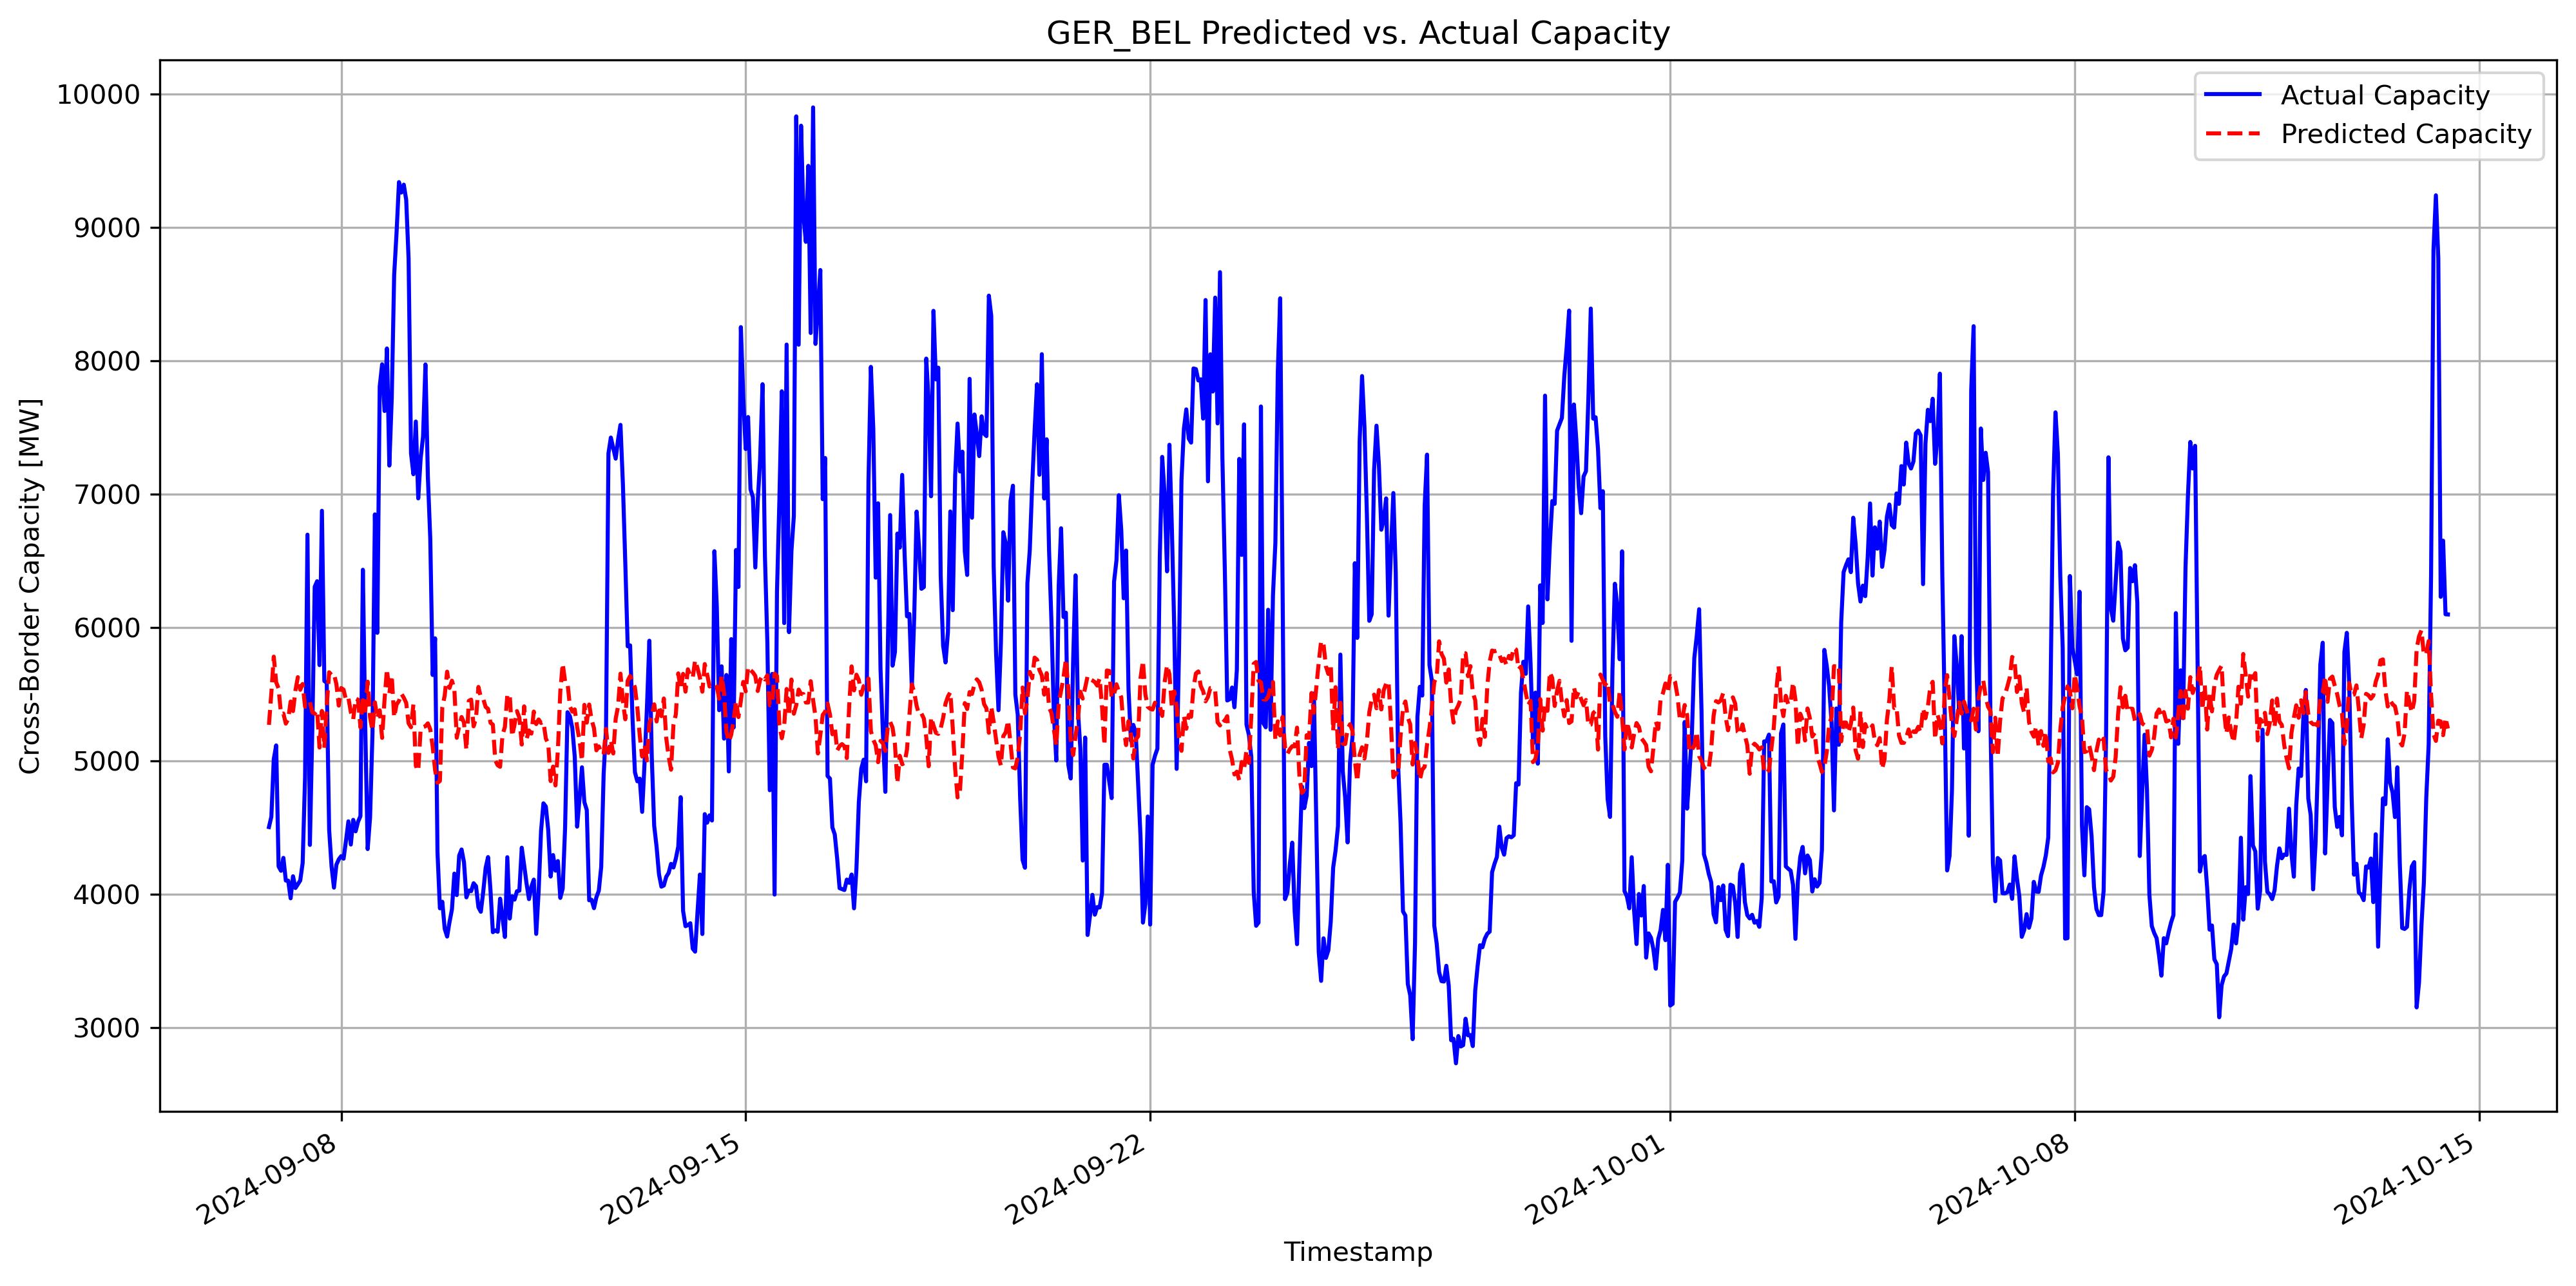 GER_BEL Predicted vs. Actual Capacity
Actual Capacity
Predicted Capacity
Cross-Border Capacity [MW]
10000
9000
8000
7000
6000
5000
4000
3000
2024-09-08
2024-09-15
2024-09-22
2024-10-01
2024-10-08
2024-10-15
Timestamp